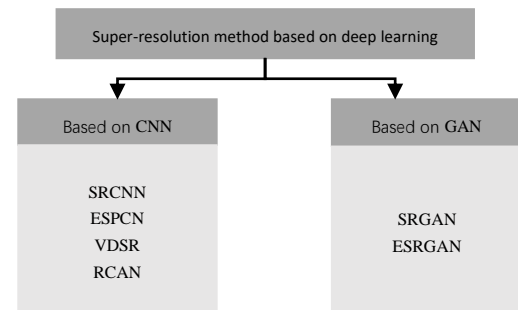 Super-resolution method based on deep learning
Based on CNN
SRCNN
ESPCN
VDSR
RCAN
Based on GAN
SRGAN
ESRGAN